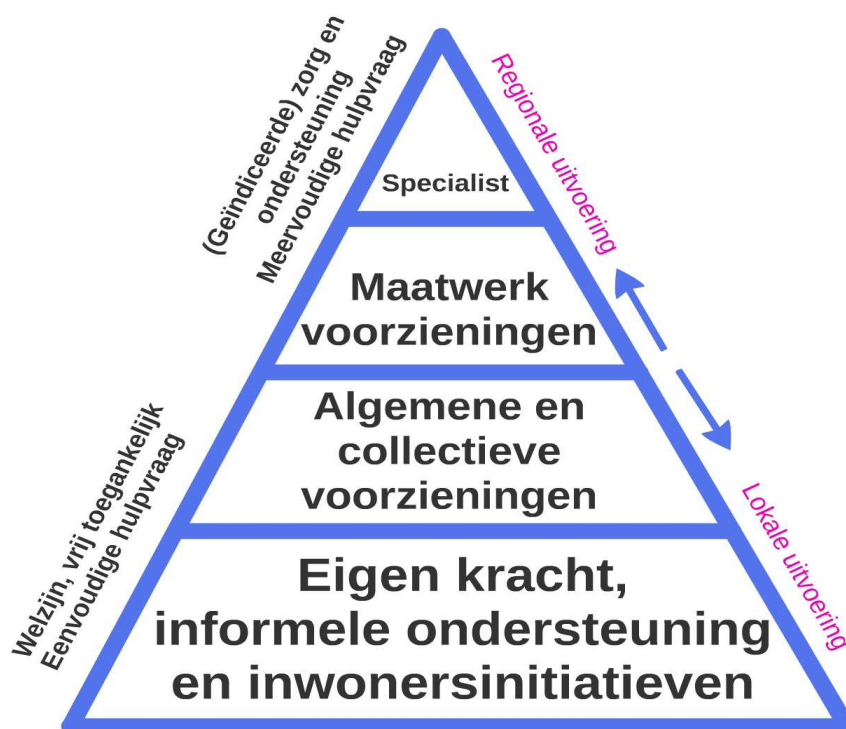 (Geïndiceerde) zorg en
ondersteuning
Meervoudige hulpvraag
Regionale uitvoering
Specialist
Maatwerk
voorzieningen
Algemene en
collectieve
voorzieningen
Welzijn, vrij toegankelijk
Eenvoudige hulpvraag
Lokale uitvoering
Eigen kracht,
informele ondersteuning
en inwonersinitiatieven